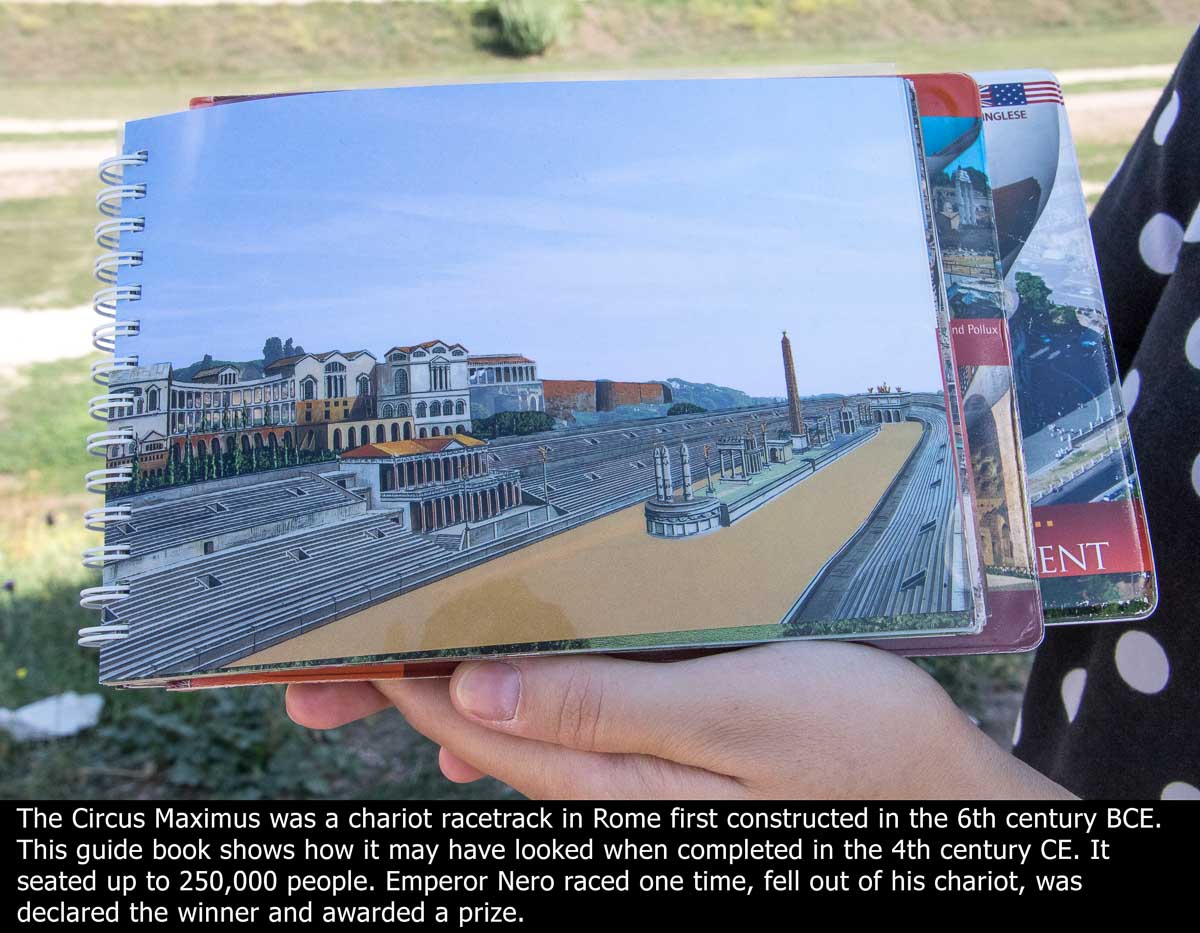 INGLESE
nd Pollux
ENT
The Circus Maximus was a chariot racetrack in Rome first constructed in the 6th century BCE.
This guide book shows how it may have looked when completed in the 4th century CE. It
seated up to 250,000 people. Emperor Nero raced one time, fell out of his chariot, was
declared the winner and awarded a prize.